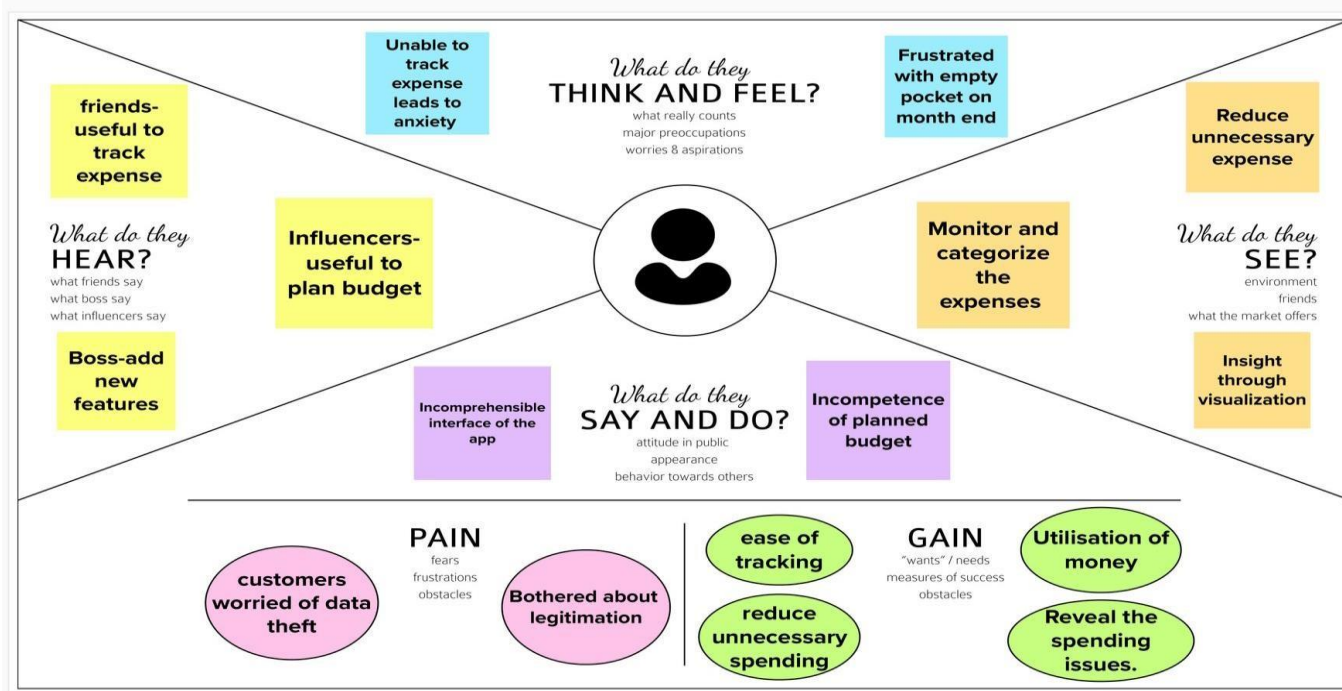 Unable to
track
expense
leads to
anxiety
What do they
THINK AND FEEL?
what really counts
major preoccupations
worries & aspirations
Frustrated
with empty
pocket on
month end
friends-
useful to
track
expense
Influencers-
useful to
plan budget
What do they
HEAR?
what friends say
what boss say
what influencers say
Boss-add
new
features
Monitor and
categorize
the
expenses
Reduce
unnecessary
expense
What do they
SEE?
environment
friends
what the market offers
Insight
through
visualization
Incomprehensible
interface of the
app
What do they
SAY AND DO?
attitude in public
appearance
behavior towards others
Incompetence
of planned
budget
PAIN
fears
frustrations
obstacles
customers
worried of data
theft
Bothered about
legitimation
ease of
tracking
reduce
unnecessary
spending
GAIN
"wants" / needs
measures of success
obstacles
Utilisation of
money
Reveal the
spending
issues.